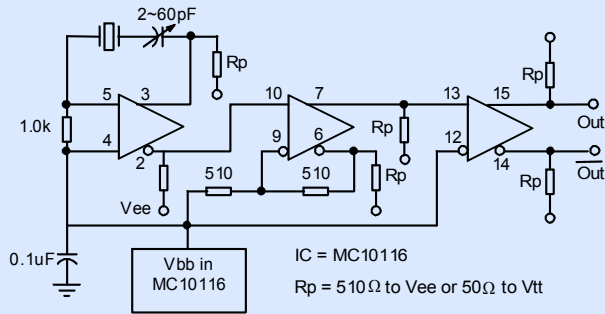 2~60pF
Rp
5
3
10
7
13
15
1.0k
Rp
Out
4
2
9
6
12
14
Out
510
510
Rp
Rp
Vee
0.1uF
Vbb in
MC10116
IC = MC10116
Rp = 510Ω to Vee or 50Ω to Vtt
Rp